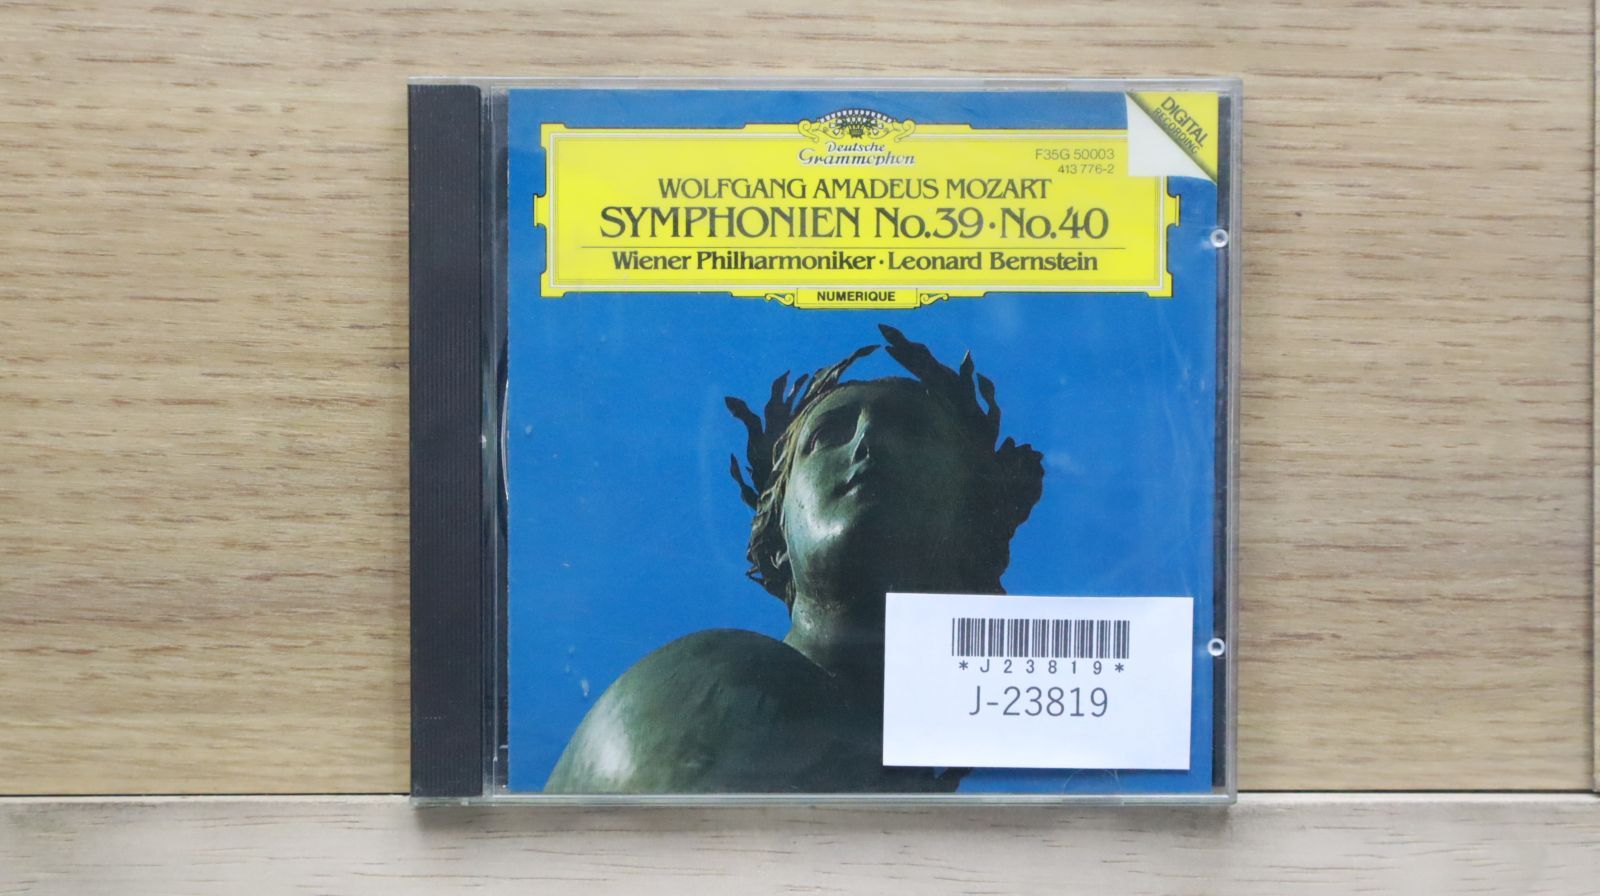 Deutsche
Grammophon
F35G 50003
413 776-2
DIGITAL
RECORDING
WOLFGANG AMADEUS MOZART
SYMPHONIEN No.39·No.40
Wiener Philharmoniker·Leonard Bernstein
NUMERIQUE
*J23819*
J-23819